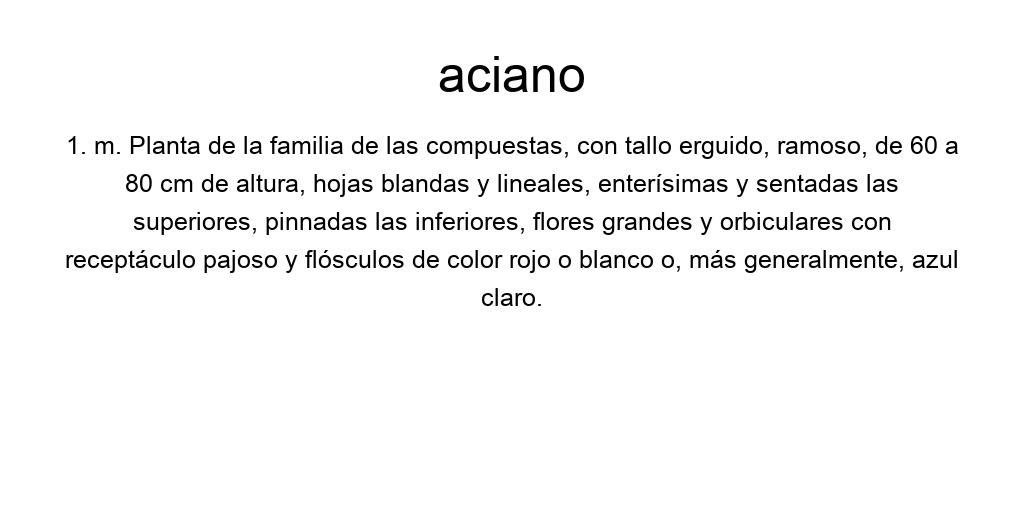 aciano
1. m. Planta de la familia de las compuestas, con tallo erguido, ramoso, de 60 a
80 cm de altura, hojas blandas y lineales, enterísimas y sentadas las
superiores, pinnadas las inferiores, flores grandes y orbiculares con
receptáculo pajoso y flósculos de color rojo o blanco o, más generalmente, azul
claro.